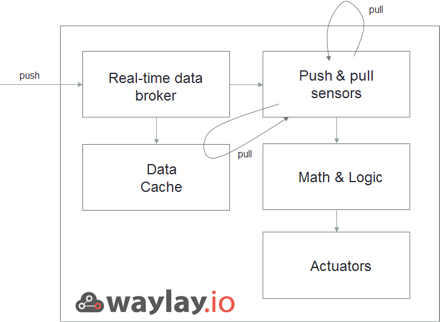 pull
push
Real-time data
broker
Push & pull
sensors
pull
Data
Cache
Math & Logic
Actuators
waylay.io